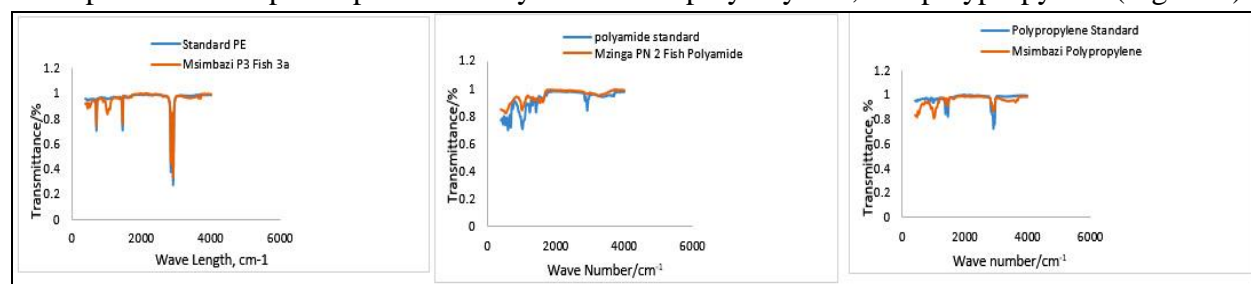 Standard PE
Msimbazi P3 Fish 3a
1.2
1
0.8
0.6
0.4
0.2
0
0 2000 4000 6000
Transmittance/%
Wave Length, cm-1
polyamide standard
Mzinga PN 2 Fish Polyamide
1.2
1
0.8
0.6
0.4
0.2
0
0 2000 4000 6000
Transmittance/%
Wave Number/cm⁻¹
Polypropylene Standard
Msimbazi Polypropylene
1.2
1
0.8
0.6
0.4
0.2
0
0 2000 4000 6000
Transmittance, %
Wave number/cm⁻¹